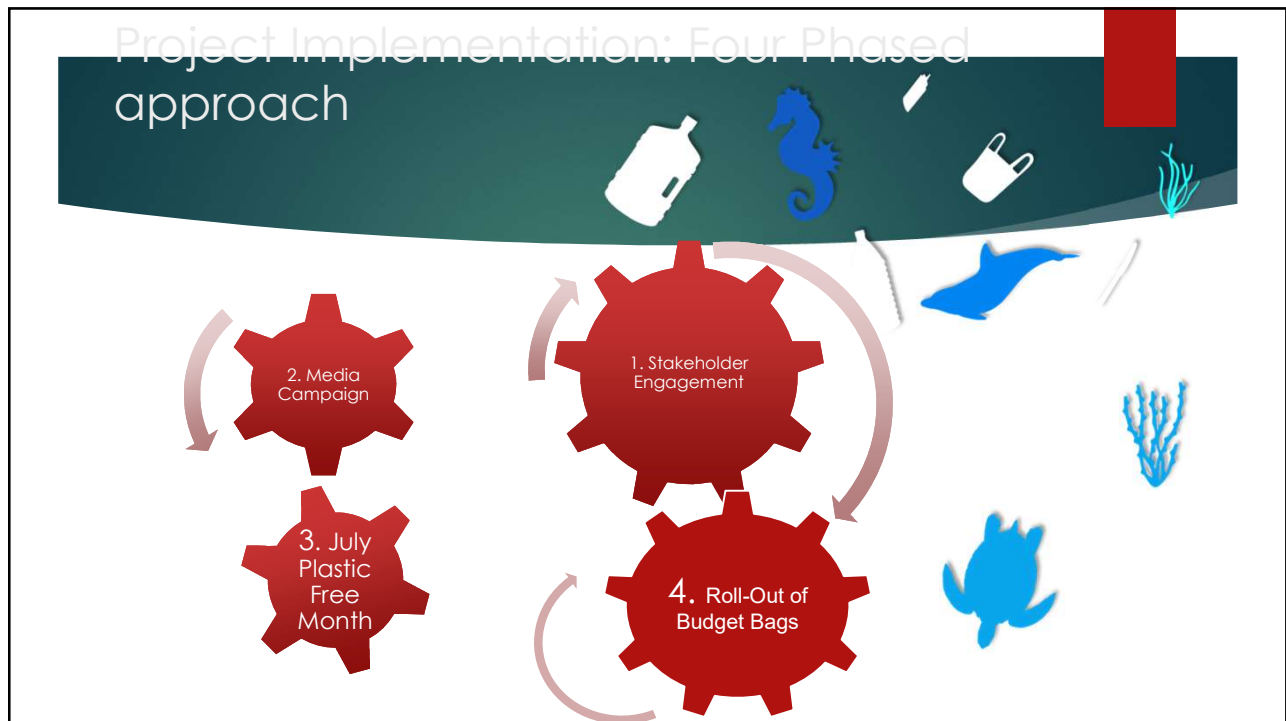 Project Implementation: Four Phased
approach
1. Stakeholder
Engagement
2. Media
Campaign
3. July
Plastic
Free
Month
4. Roll-Out of
Budget Bags